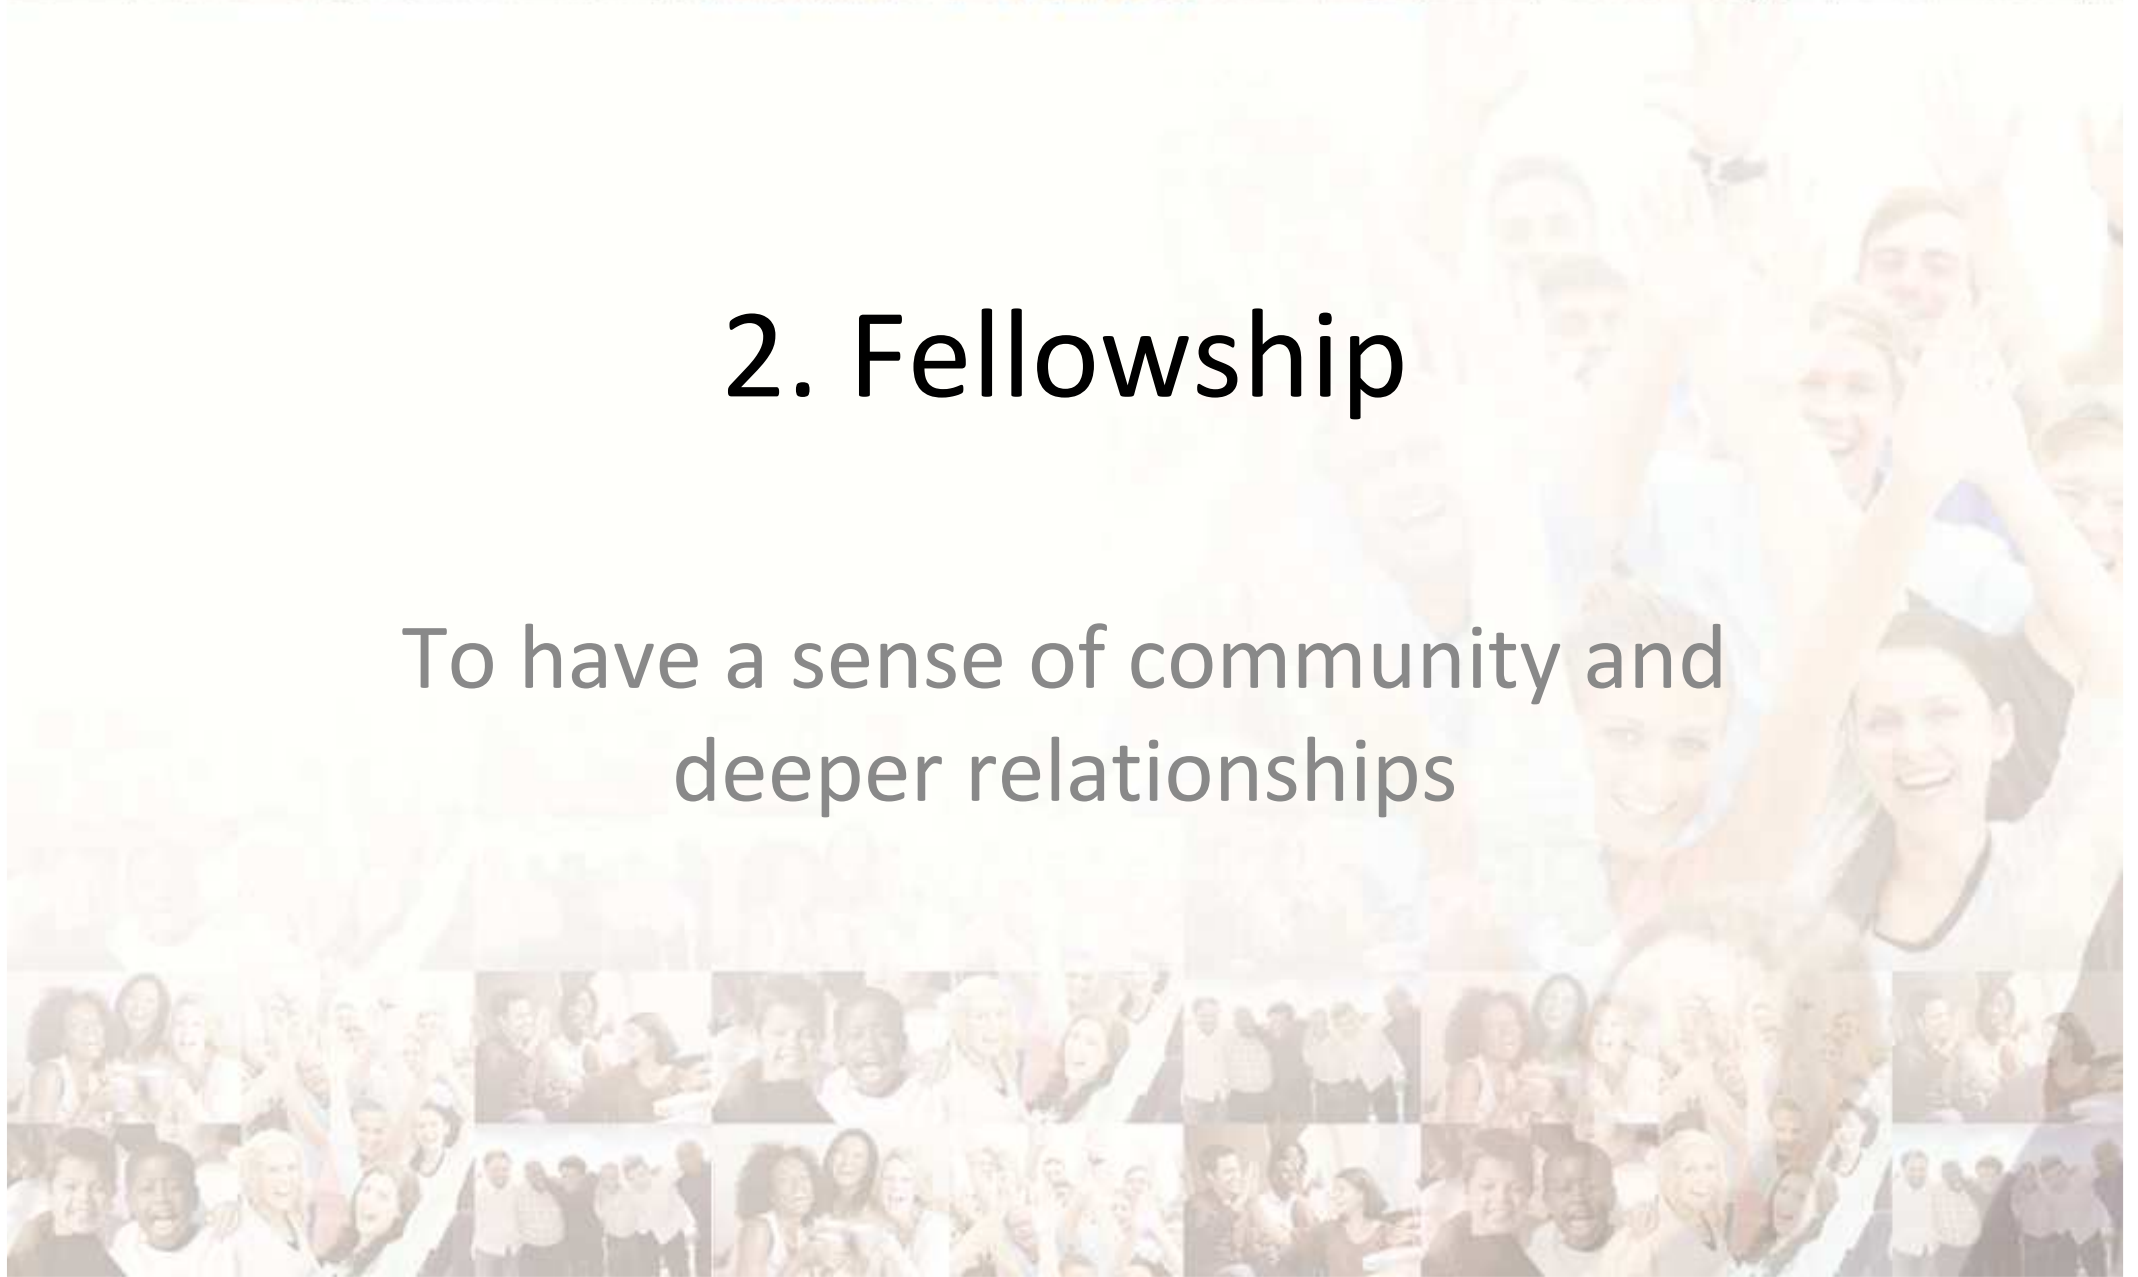 2. Fellowship
To have a sense of community and
deeper relationships